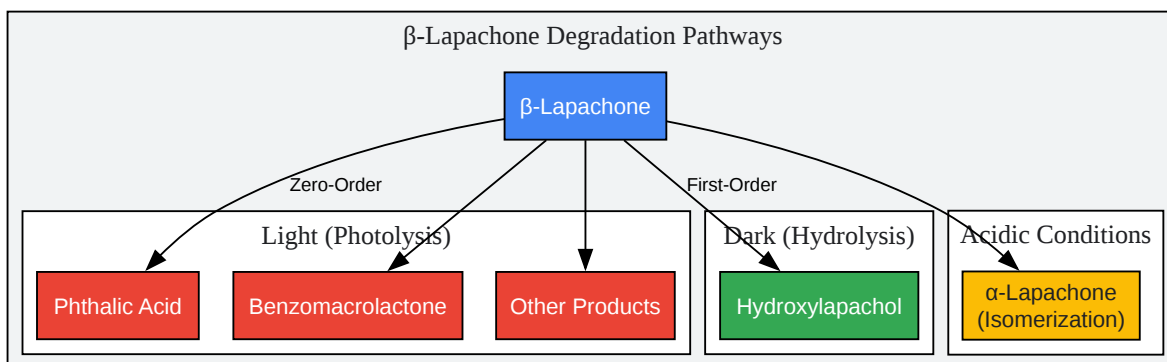 β-Lapachone Degradation Pathways
β-Lapachone
Zero-Order
First-Order
Light (Photolysis)
Dark (Hydrolysis)
Acidic Conditions
Phthalic Acid
Benzomacrolactone
Other Products
Hydroxylapachol
α-Lapachone
(Isomerization)